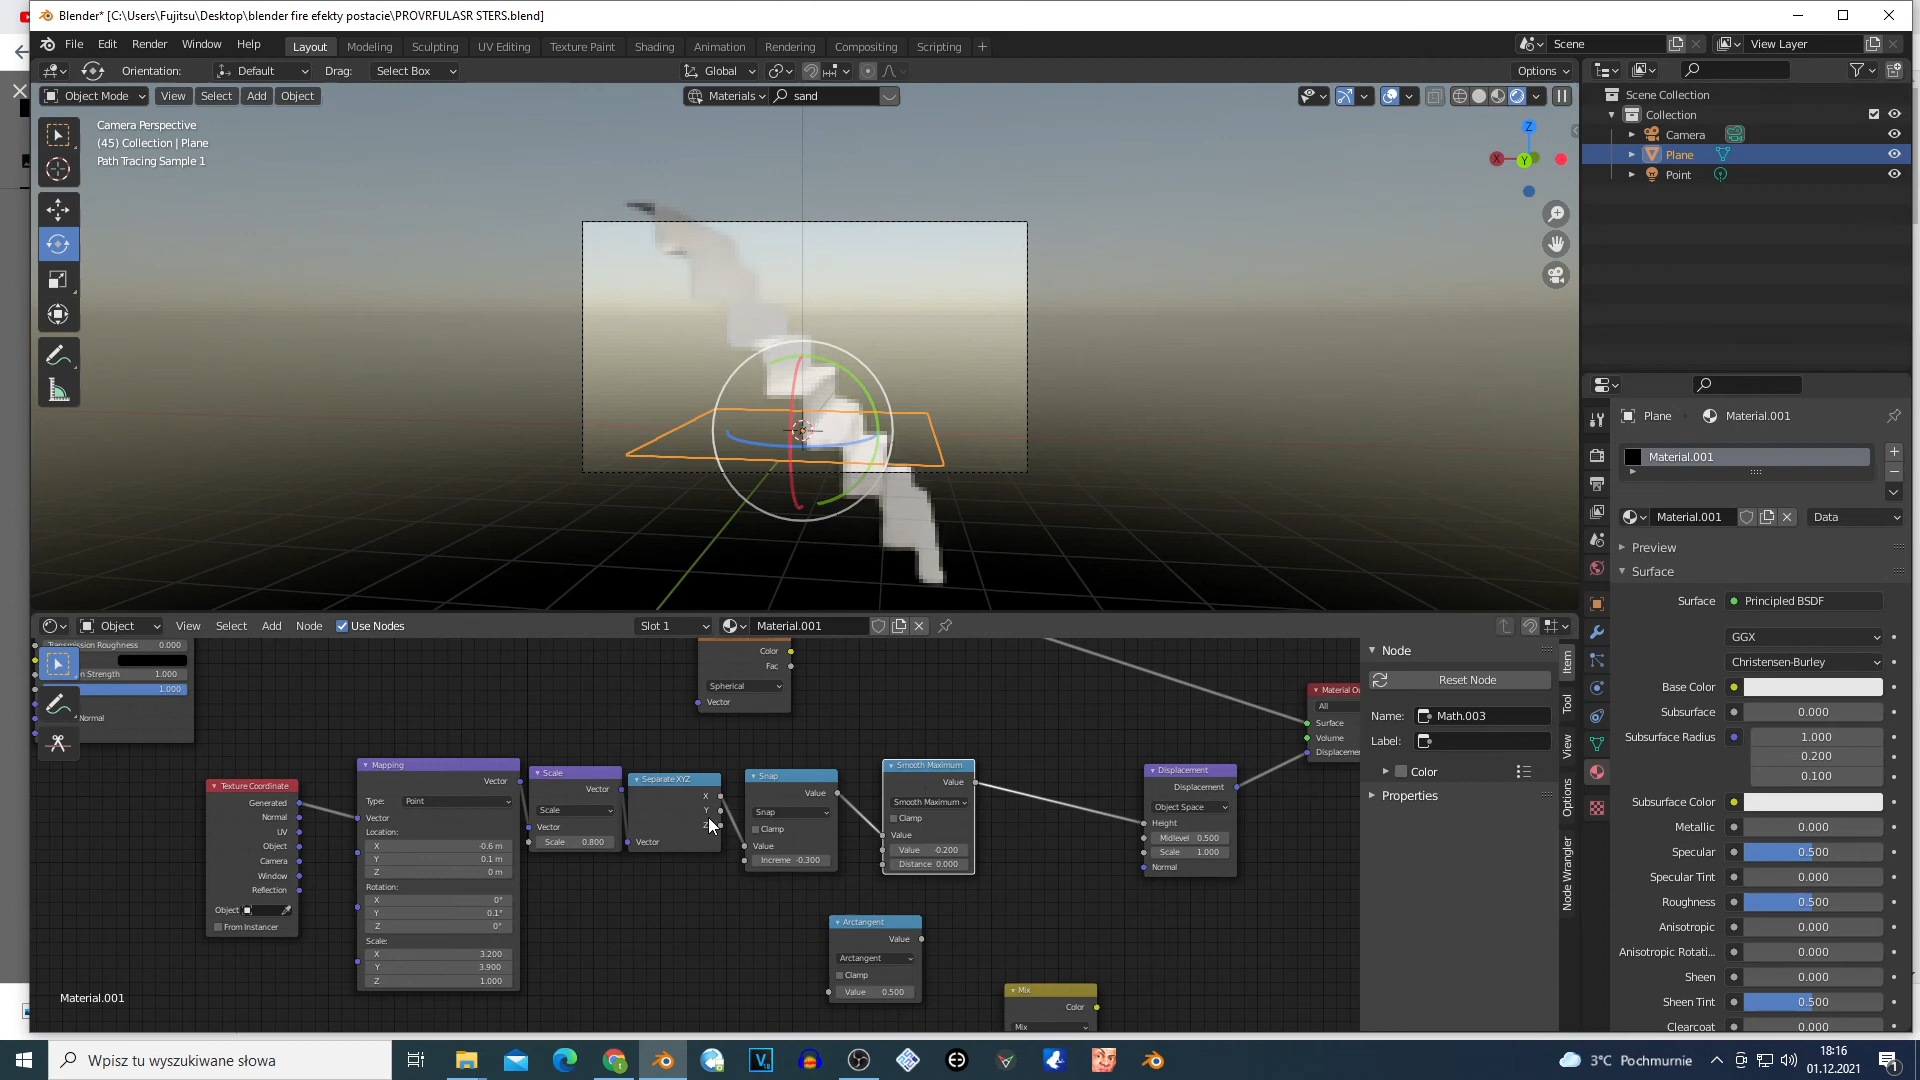 Blender* [C:\Users\Fujitsu\Desktop\blender fire efekty postacie\PROVRFULASR STERS.blend]
File Edit Render Window Help
Layout Modeling Sculpting UV Editing Texture Paint Shading Animation Rendering Compositing Scripting +
Scene
View Layer
Orientation: Default Drag: Select Box
Global
Options
Object Mode View Select Add Object
Materials sand
Camera Perspective
(45) Collection | Plane
Path Tracing Sample 1
Z
X
Y
Scene Collection
Collection
Camera
Plane
Point
Plane Material.001
Material.001
Material.001 Data
Preview
Surface
Surface Principled BSDF
GGX
Christensen-Burley
Base Color
Subsurface 0.000
Subsurface Radius 1.000
0.200
0.100
Subsurface Color
Metallic 0.000
Specular 0.500
Specular Tint 0.000
Roughness 0.500
Anisotropic 0.000
Anisotropic Rotati... 0.000
Sheen 0.000
Sheen Tint 0.500
Clearcoat 0.000
Object View Select Add Node Use Nodes
Slot 1
Material.001
Transmission Roughness 0.000
n Strength 1.000
1.000
Normal
Color
Fac
Spherical
Vector
Texture Coordinate
Generated
Normal
UV
Object
Camera
Window
Reflection
Object
From Instancer
Mapping
Vector
Type: Point
Vector
Location:
X -0.6 m
Y 0.1 m
Z 0 m
Rotation:
X 0°
Y 0.1°
Z 0°
Scale:
X 3.200
Y 3.900
Z 1.000
Scale
Vector
Scale
Vector
Scale 0.800
Separate XYZ
X
Y
Z
Vector
Snap
Value
Snap
Clamp
Value
Increme -0.300
Smooth Maximum
Value
Smooth Maximum
Clamp
Value
Value -0.200
Distance 0.000
Arctangent
Value
Arctangent
Clamp
Value 0.500
Mix
Color
Mix
Displacement
Displacement
Object Space
Height
Midlevel 0.500
Scale 1.000
Normal
Material Ou
All
Surface
Volume
Displacemen
Node
Reset Node
Name: Math.003
Label:
Color
Properties
Item
Tool
View
Options
Node Wrangler
Material.001
Wpisz tu wyszukiwane słowa
3°C Pochmurnie
18:16
01.12.2021
1